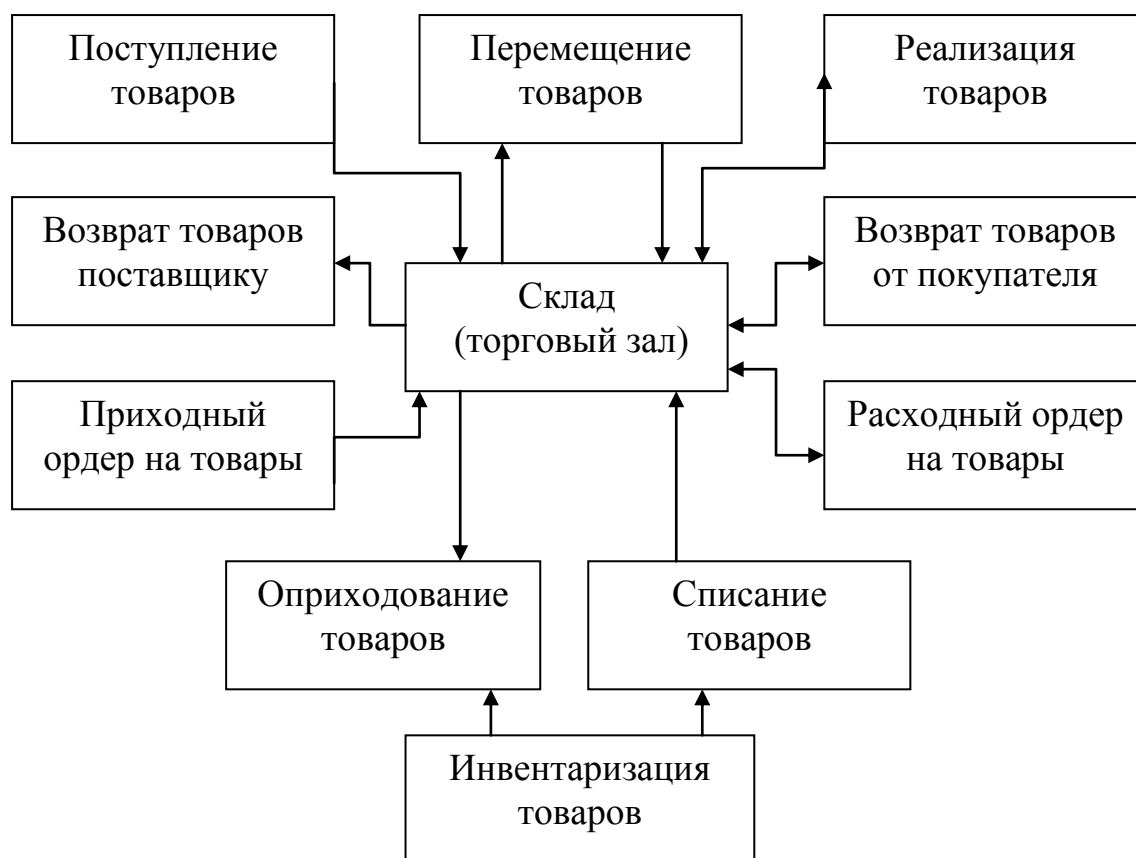 Поступление
товаров
Перемещение
товаров
Реализация
товаров
Возврат товаров
поставщику
Склад
(торговый зал)
Возврат товаров
от покупателя
Приходный
ордер на товары
Расходный ордер
на товары
Оприходование
товаров
Списание
товаров
Инвентаризация
товаров